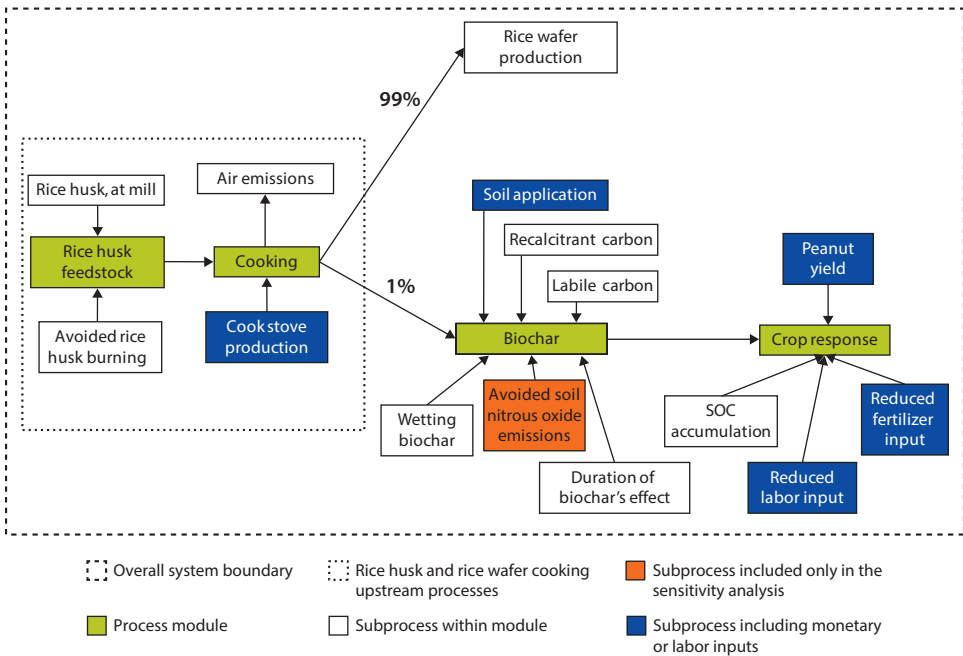 Rice wafer
production
99%
Rice husk, at mill
Air emissions
Soil application
Rice husk
feedstock
Cooking
Recalcitrant carbon
Peanut
yield
1%
Labile carbon
Avoided rice
husk burning
Cook stove
production
Biochar
Crop response
Wetting
biochar
Avoided soil
nitrous oxide
emissions
SOC
accumulation
Reduced
fertilizer
input
Duration of
biochar's effect
Reduced
labor input
Overall system boundary
Rice husk and rice wafer cooking
upstream processes
Subprocess included only in the
sensitivity analysis
Process module
Subprocess within module
Subprocess including monetary
or labor inputs